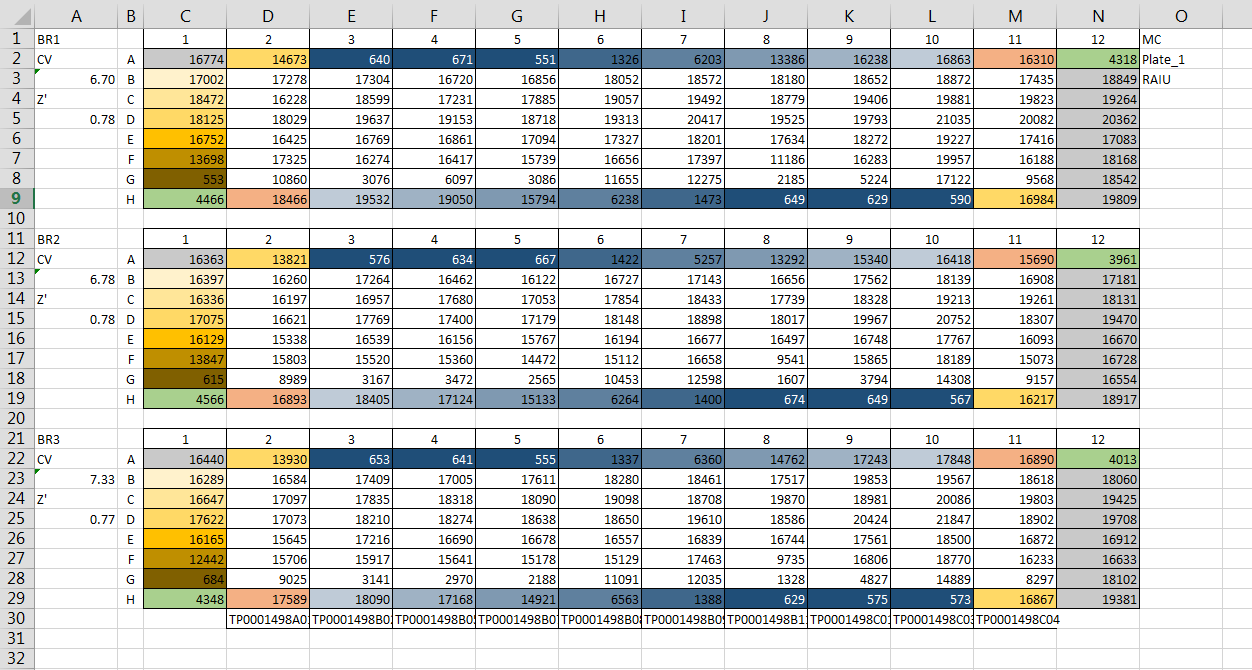 A B C D E F G H I J K L M N O
1 BR1 1 2 3 4 5 6 7 8 9 10 11 12 MC
2 CV A 16774 14673 640 671 551 1326 6203 13386 16238 16863 16310 4318 Plate_1
3 6.70 B 17002 17278 17304 16720 16856 18052 18572 18180 18652 18872 17435 18849 RAIU
4 Z' C 18472 16228 18599 17231 17885 19057 19492 18779 19406 19881 19823 19264
5 0.78 D 18125 18029 19637 19153 18718 19313 20417 19525 19793 21035 20082 20362
6 E 16752 16425 16769 16861 17094 17327 18201 17634 18272 19227 17416 17083
7 F 13698 17325 16274 16417 15739 16656 17397 11186 16283 19957 16188 18168
8 G 553 10860 3076 6097 3086 11655 12275 2185 5224 17122 9568 18542
9 H 4466 18466 19532 19050 15794 6238 1473 649 629 590 16984 19809
10
11 BR2 1 2 3 4 5 6 7 8 9 10 11 12
12 CV A 16363 13821 576 634 667 1422 5257 13292 15340 16418 15690 3961
13 6.78 B 16397 16260 17264 16462 16122 16727 17143 16656 17562 18139 16908 17181
14 Z' C 16336 16197 16957 17680 17053 17854 18433 17739 18328 19213 19261 18131
15 0.78 D 17075 16621 17769 17400 17179 18148 18898 18017 19967 20752 18307 19470
16 E 16129 15338 16539 16156 15767 16194 16677 16497 16748 17767 16093 16670
17 F 13847 15803 15520 15360 14472 15112 16658 9541 15865 18189 15073 16728
18 G 615 8989 3167 3472 2565 10453 12598 1607 3794 14308 9157 16554
19 H 4566 16893 18405 17124 15133 6264 1400 674 649 567 16217 18917
20
21 BR3 1 2 3 4 5 6 7 8 9 10 11 12
22 CV A 16440 13930 653 641 555 1337 6360 14762 17243 17848 16890 4013
23 7.33 B 16289 16584 17409 17005 17611 18280 18461 17517 19853 19567 18618 18060
24 Z' C 16647 17097 17835 18318 18090 19098 18708 19870 18981 20086 19803 19425
25 0.77 D 17622 17073 18210 18274 18638 18650 19610 18586 20424 21847 18902 19708
26 E 16165 15645 17216 16690 16678 16557 16839 16744 17561 18500 16872 16912
27 F 12442 15706 15917 15641 15178 15129 17463 9735 16806 18770 16233 16633
28 G 684 9025 3141 2970 2188 11091 12035 1328 4827 14889 8297 18102
29 H 4348 17589 18090 17168 14921 6563 1388 629 575 573 16867 19381
30 TP0001498C04
31
32